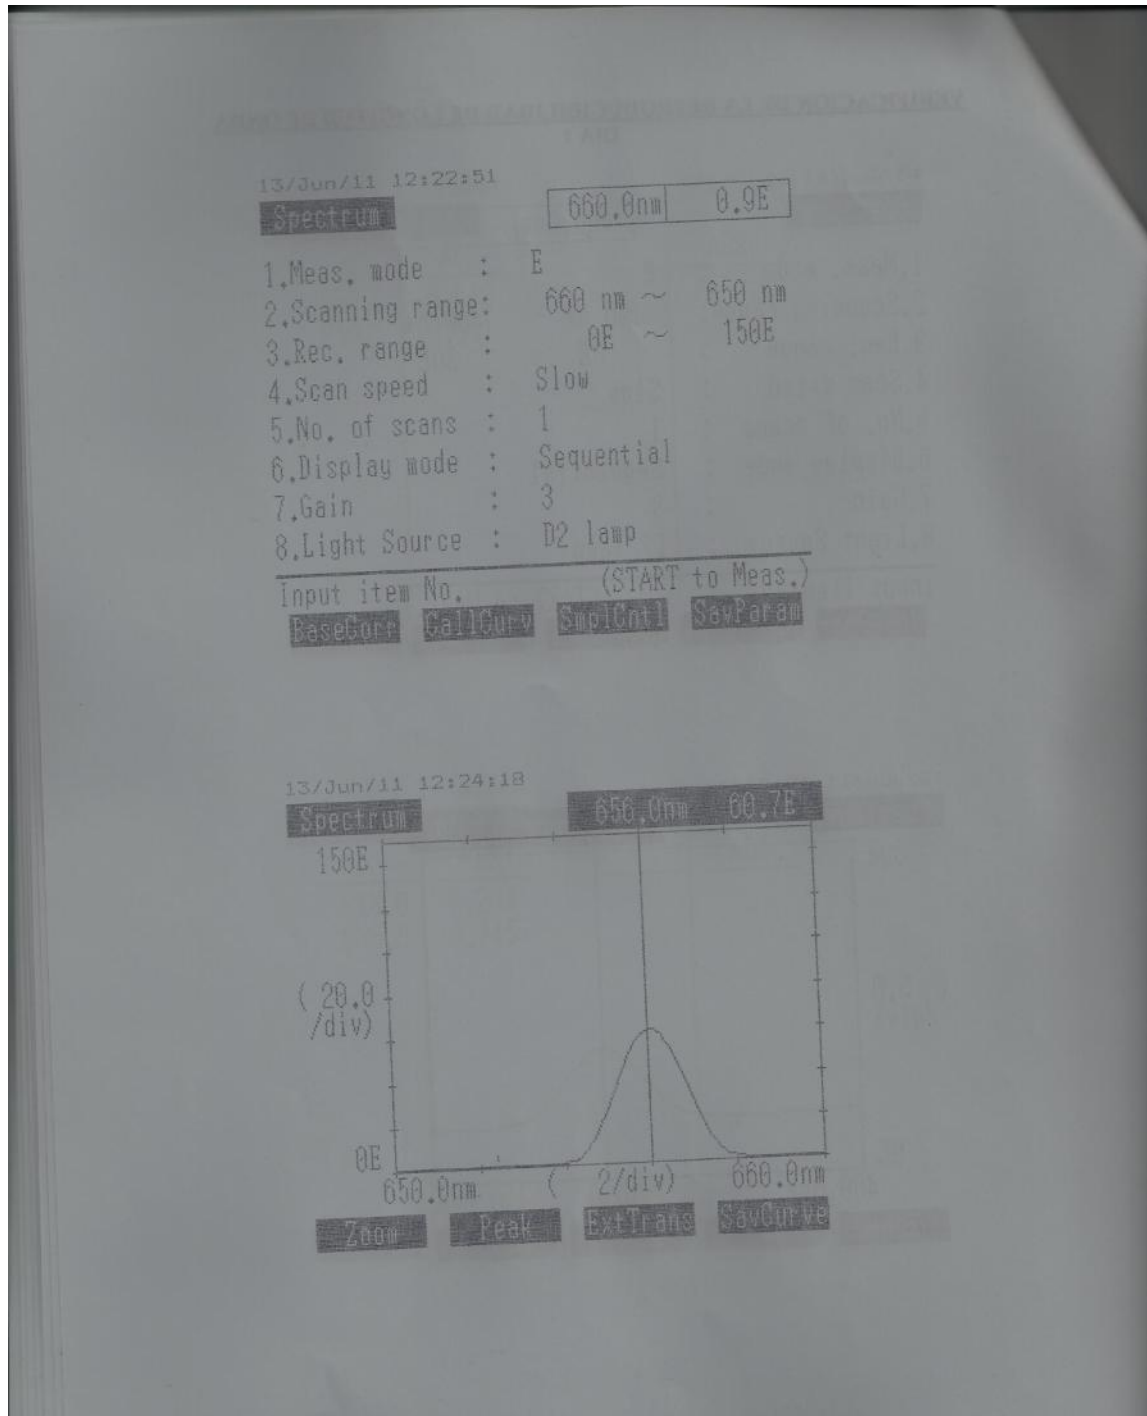 13/Jun/11 12:22:51
Spectrum 660.0nm 0.9E
1.Meas. mode : E
2.Scanning range: 660 nm ~ 650 nm
3.Rec. range : 0E ~ 150E
4.Scan speed : Slow
5.No. of scans : 1
6.Display mode : Sequential
7.Gain : 3
8.Light Source : D2 lamp
Input item No. (START to Meas.)
BaseCorr CallCurv SmplCntl SavParam
13/Jun/11 12:24:18
Spectrum 656.0nm 60.7E
150E
( 20.0
/div)
0E
650.0nm ( 2/div) 660.0nm
Zoom Peak ExtTrans SavCurve